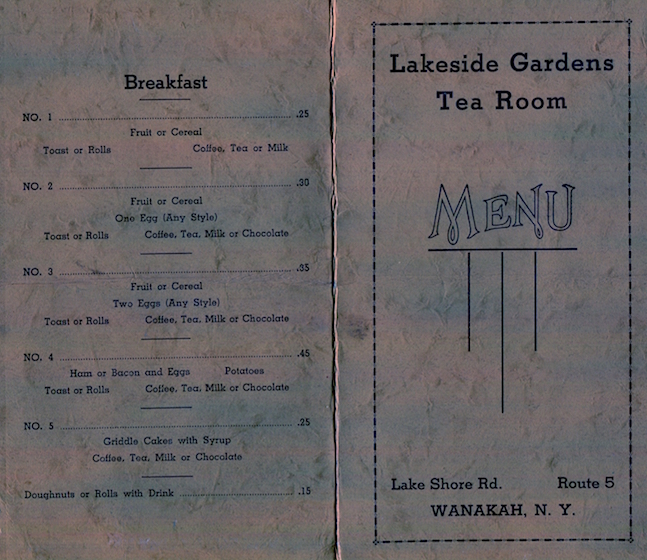 Breakfast
NO. 1 .25
Fruit or Cereal
Toast or Rolls Coffee, Tea or Milk
NO. 2 .30
Fruit or Cereal
One Egg (Any Style)
Toast or Rolls Coffee, Tea, Milk or Chocolate
NO. 3 .35
Fruit or Cereal
Two Eggs (Any Style)
Toast or Rolls Coffee, Tea, Milk or Chocolate
NO. 4 .45
Ham or Bacon and Eggs Potatoes
Toast or Rolls Coffee, Tea, Milk or Chocolate
NO. 5 .25
Griddle Cakes with Syrup
Coffee, Tea, Milk or Chocolate
Doughnuts or Rolls with Drink .15
Lakeside Gardens
Tea Room
MENU
Lake Shore Rd. Route 5
WANAKAH, N. Y.